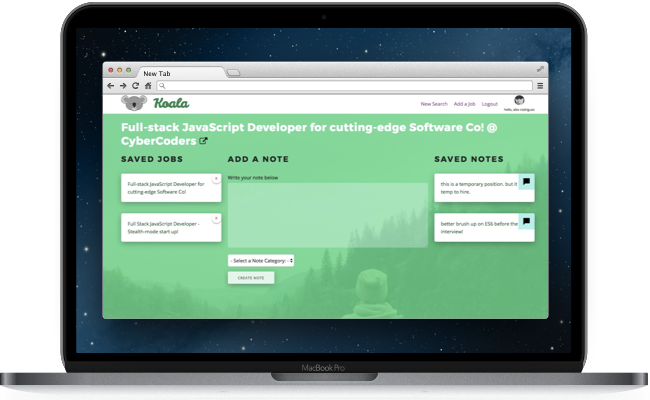 New Tab
Koala
New Search Add a Job Logout
Full-stack JavaScript Developer for cutting-edge Software Co! @
CyberCoders
SAVED JOBS
ADD A NOTE
SAVED NOTES
Full-stack JavaScript Developer for
cutting-edge Software Co!
Full Stack JavaScript Developer -
Stealth-mode start up!
Write your note below
- Select a Note Category: -
CREATE NOTE
this is a temporary position. but it
temp to hire.
better brush up on ES6 before the
interview!
MacBook Pro